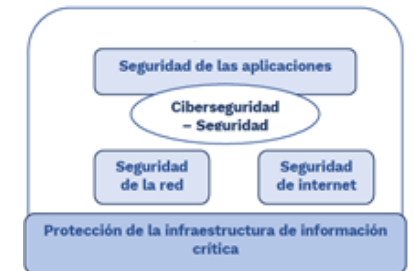 Seguridad de las aplicaciones
Ciberseguridad
– Seguridad
Seguridad
de la red
Seguridad
de internet
Protección de la infraestructura de información
crítica